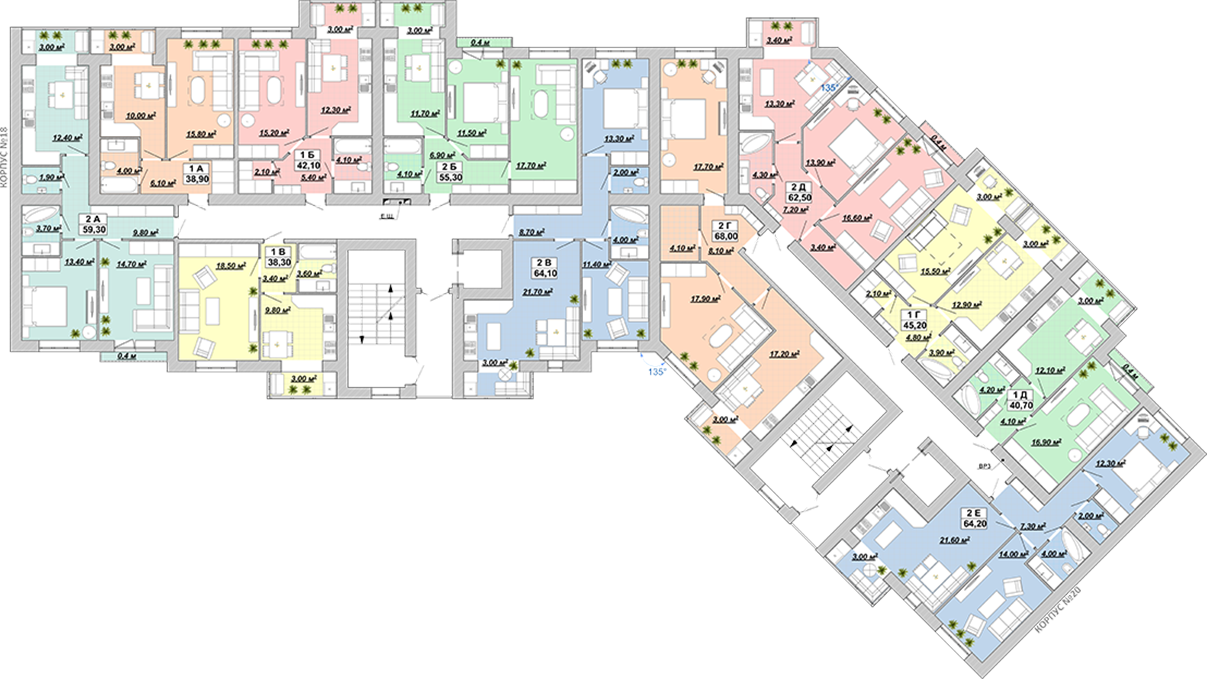 КОРПУС №18
3.00 м²
12.40 м²
1.90 м²
3.70 м²
2 А
59.30
9.80 м²
13.40 м²
14.70 м²
0.4 м
3.00 м²
10.00 м²
15.80 м²
4.00 м²
6.10 м²
1 А
38.90
3.00 м²
15.20 м²
12.30 м²
2.10 м²
1 Б
42.10
5.40 м²
4.10 м²
3.00 м²
0.4 м
11.70 м²
11.50 м²
17.70 м²
6.90 м²
4.10 м²
2 Б
55.30
Е.Щ.
18.50 м²
1 В
38.30
3.40 м²
3.60 м²
9.80 м²
3.00 м²
13.30 м²
2.00 м²
8.70 м²
4.00 м²
2 В
64.10
21.70 м²
11.40 м²
3.00 м²
135°
17.70 м²
2 Г
68.00
4.10 м²
8.10 м²
17.90 м²
17.20 м²
3.00 м²
3.40 м²
135°
13.30 м²
13.90 м²
4.30 м²
2 Д
62.50
7.20 м²
16.60 м²
3.40 м²
0.4 м
3.00 м²
3.00 м²
15.50 м²
2.10 м²
12.90 м²
1 Г
45.20
4.80 м²
3.90 м²
3.00 м²
12.10 м²
4.20 м²
1 Д
40.70
4.10 м²
0.4 м
16.90 м²
ВРЗ
12.30 м²
2 Е
64.20
7.30 м²
2.00 м²
21.60 м²
14.00 м²
4.00 м²
3.00 м²
КОРПУС №20